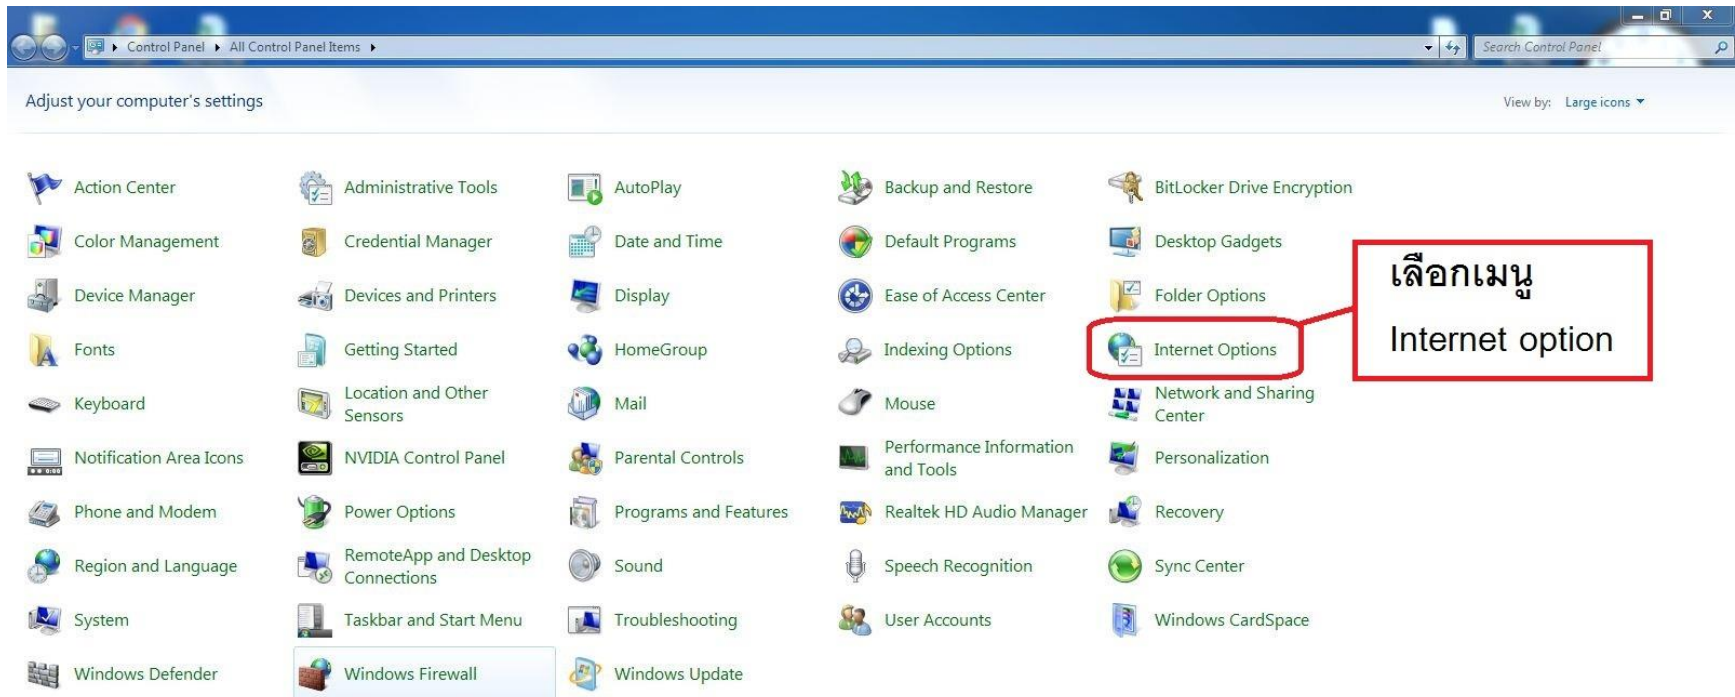 Control Panel ▸ All Control Panel Items ▸
Search Control Panel
Adjust your computer's settings
View by: Large icons
Action Center
Administrative Tools
AutoPlay
Backup and Restore
BitLocker Drive Encryption
Color Management
Credential Manager
Date and Time
Default Programs
Desktop Gadgets
Device Manager
Devices and Printers
Display
Ease of Access Center
Folder Options
เลือกเมนู
Internet option
Fonts
Getting Started
HomeGroup
Indexing Options
Internet Options
Keyboard
Location and Other
Sensors
Mail
Mouse
Network and Sharing
Center
Notification Area Icons
NVIDIA Control Panel
Parental Controls
Performance Information
and Tools
Personalization
Phone and Modem
Power Options
Programs and Features
Realtek HD Audio Manager
Recovery
Region and Language
RemoteApp and Desktop
Connections
Sound
Speech Recognition
Sync Center
System
Taskbar and Start Menu
Troubleshooting
User Accounts
Windows CardSpace
Windows Defender
Windows Firewall
Windows Update